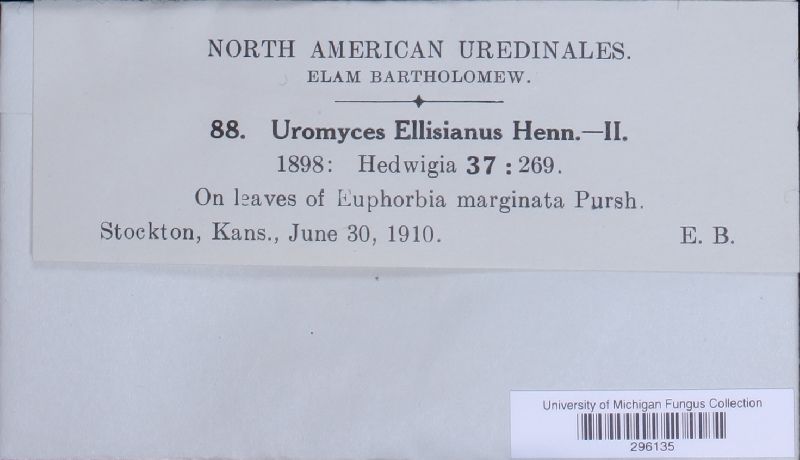 NORTH AMERICAN UREDINALES.
ELAM BARTHOLOMEW.
88. Uromyces Ellisianus Henn.—II.
1898: Hedwigia 37 : 269.
On leaves of Euphorbia marginata Pursh.
Stockton, Kans., June 30, 1910. E. B.
University of Michigan Fungus Collection
296135